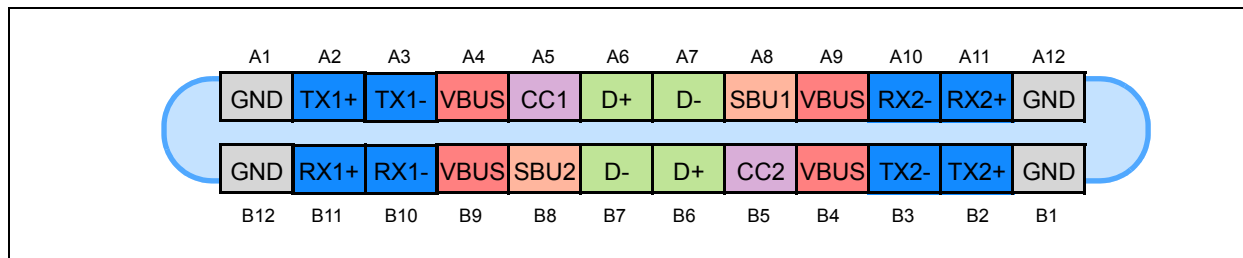 A1 A2 A3 A4 A5 A6 A7 A8 A9 A10 A11 A12
GND TX1+ TX1- VBUS CC1 D+ D- SBU1 VBUS RX2- RX2+ GND
GND RX1+ RX1- VBUS SBU2 D- D+ CC2 VBUS TX2- TX2+ GND
B12 B11 B10 B9 B8 B7 B6 B5 B4 B3 B2 B1